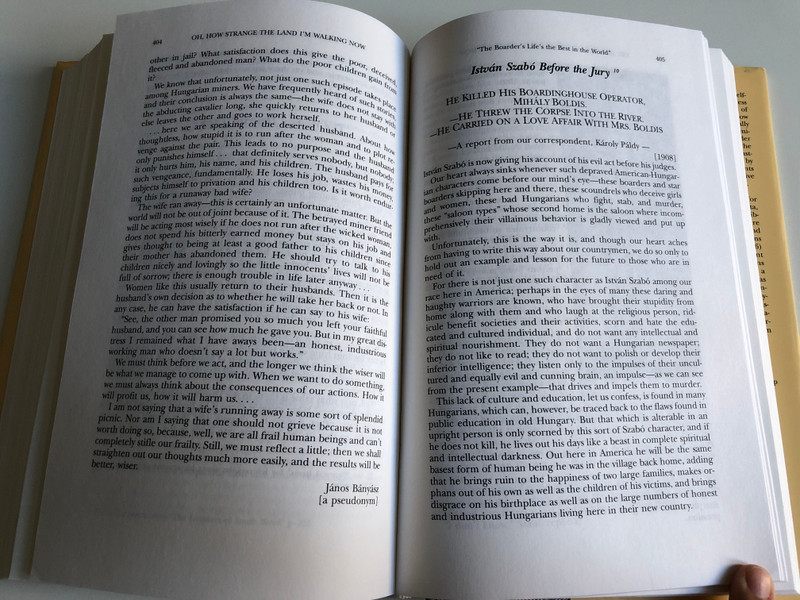 404
OH, HOW STRANGE THE LAND I'M WALKING NOW
other in jail? What satisfaction does this give the poor, deceived,
fleeced and abandoned man? What do the poor children gain from
it?
We know that unfortunately, not just one such episode takes place
among Hungarian miners. We have frequently heard of such stories,
and their conclusion is always the same—the wife does not stay with
the abducting cavalier long, she quickly returns to her husband or
else leaves the other and goes to work herself.
. . . here we are speaking of the deserted husband. About how
thoughtless, how stupid it is to run after the woman and to plot re-
venge against the pair. This leads to no purpose and the husband
only punishes himself . . . that definitely serves nobody, but nobody;
it only hurts him, his name, and his children. The husband pays for
such vengeance, fundamentally. He loses his job, wastes his money,
subjects himself to privation and his children too. Is it worth endur-
ing this for a runaway bad wife?
The wife ran away—this is certainly an unfortunate matter. But the
world will not be out of joint because of it. The betrayed miner friend
will be acting most wisely if he does not run after the wicked woman,
does not spend his bitterly earned money but stays on his job and
gives thought to being at least a good father to his children since
their mother has abandoned them. He should try to talk to his
children nicely and lovingly so the little innocents' lives will not be
full of sorrow; there is enough trouble in life later anyway . . .
Women like this usually return to their husbands. Then it is the
husband's own decision as to whether he will take her back or not. In
any case, he can have the satisfaction if he can say to his wife:
"See, the other man promised you so much you left your faithful
husband, and you can see how much he gave you. But in my great dis-
tress I remained what I have aways been—an honest, industrious
working man who doesn't say a lot but works."
We must think before we act, and the longer we think the wiser will
be what we manage to come up with. When we want to do something,
we must always think about the consequences of our actions. How it
will profit us, how it will harm us. . . .
I am not saying that a wife's running away is some sort of splendid
picnic. Nor am I saying that one should not grieve because it is not
worth doing so, because, well, we are all frail human beings and can't
completely stifle our frailty. Still, we must reflect a little; then we shall
straighten out our thoughts much more easily, and the results will be
better, wiser.
János Bányász
[a pseudonym]
"The Boarder's Life's the Best in the World"
405
István Szabó Before the Jury 19
HE KILLED HIS BOARDINGHOUSE OPERATOR,
MIHÁLY BOLDIS.
—HE THREW THE CORPSE INTO THE RIVER.
—HE CARRIED ON A LOVE AFFAIR WITH MRS. BOLDIS
—A report from our correspondent, Károly Páldy —
[1908]
István Szabó is now giving his account of his evil act before his judges.
Our heart always sinks whenever such depraved American-Hungar-
ian characters come before our mind's eye—these boarders and star
boarders skipping here and there, these scoundrels who deceive girls
and women, these bad Hungarians who fight, stab, and murder,
these "saloon types" whose second home is the saloon where incom-
prehensively their villainous behavior is gladly viewed and put up
with.
Unfortunately, this is the way it is, and though our heart aches
from having to write this way about our countrymen, we do so only to
hold out an example and lesson for the future to those who are in
need of it.
For there is not just one such character as István Szabó among our
race here in America; perhaps in the eyes of many these daring and
haughty warriors are known, who have brought their stupidity from
home along with them and who laugh at the religious person, rid-
icule benefit societies and their activities, scorn and hate the edu-
cated and cultured individual, and do not want any intellectual and
spiritual nourishment. They do not want a Hungarian newspaper;
they do not like to read; they do not want to polish or develop their
inferior intelligence; they listen only to the impulses of their uncul-
tured and equally evil and cunning brain, an impulse—as we can see
from the present example—that drives and impels them to murder.
This lack of culture and education, let us confess, is found in many
Hungarians, which can, however, be traced back to the flaws found in
public education in old Hungary. But that which is alterable in an
upright person is only scorned by this sort of Szabó character, and if
he does not kill, he lives out his days like a beast in complete spiritual
and intellectual darkness. Out here in America he will be the same
basest form of human being he was in the village back home, adding
that he brings ruin to the happiness of two large families, makes or-
phans out of his own as well as the children of his victims, and brings
disgrace on his birthplace as well as on the large numbers of honest
and industrious Hungarians living here in their new country.